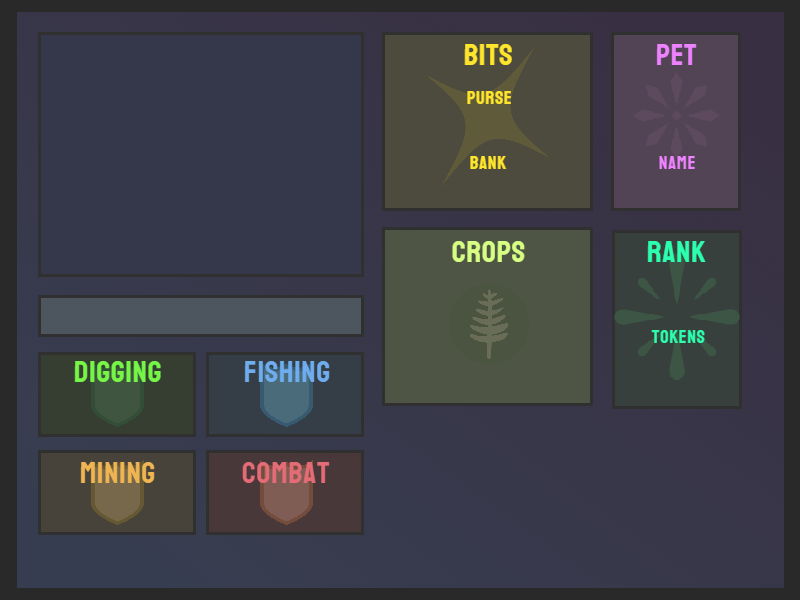 BITS
PURSE
BANK
PET
NAME
CROPS
RANK
TOKENS
DIGGING
FISHING
MINING
COMBAT